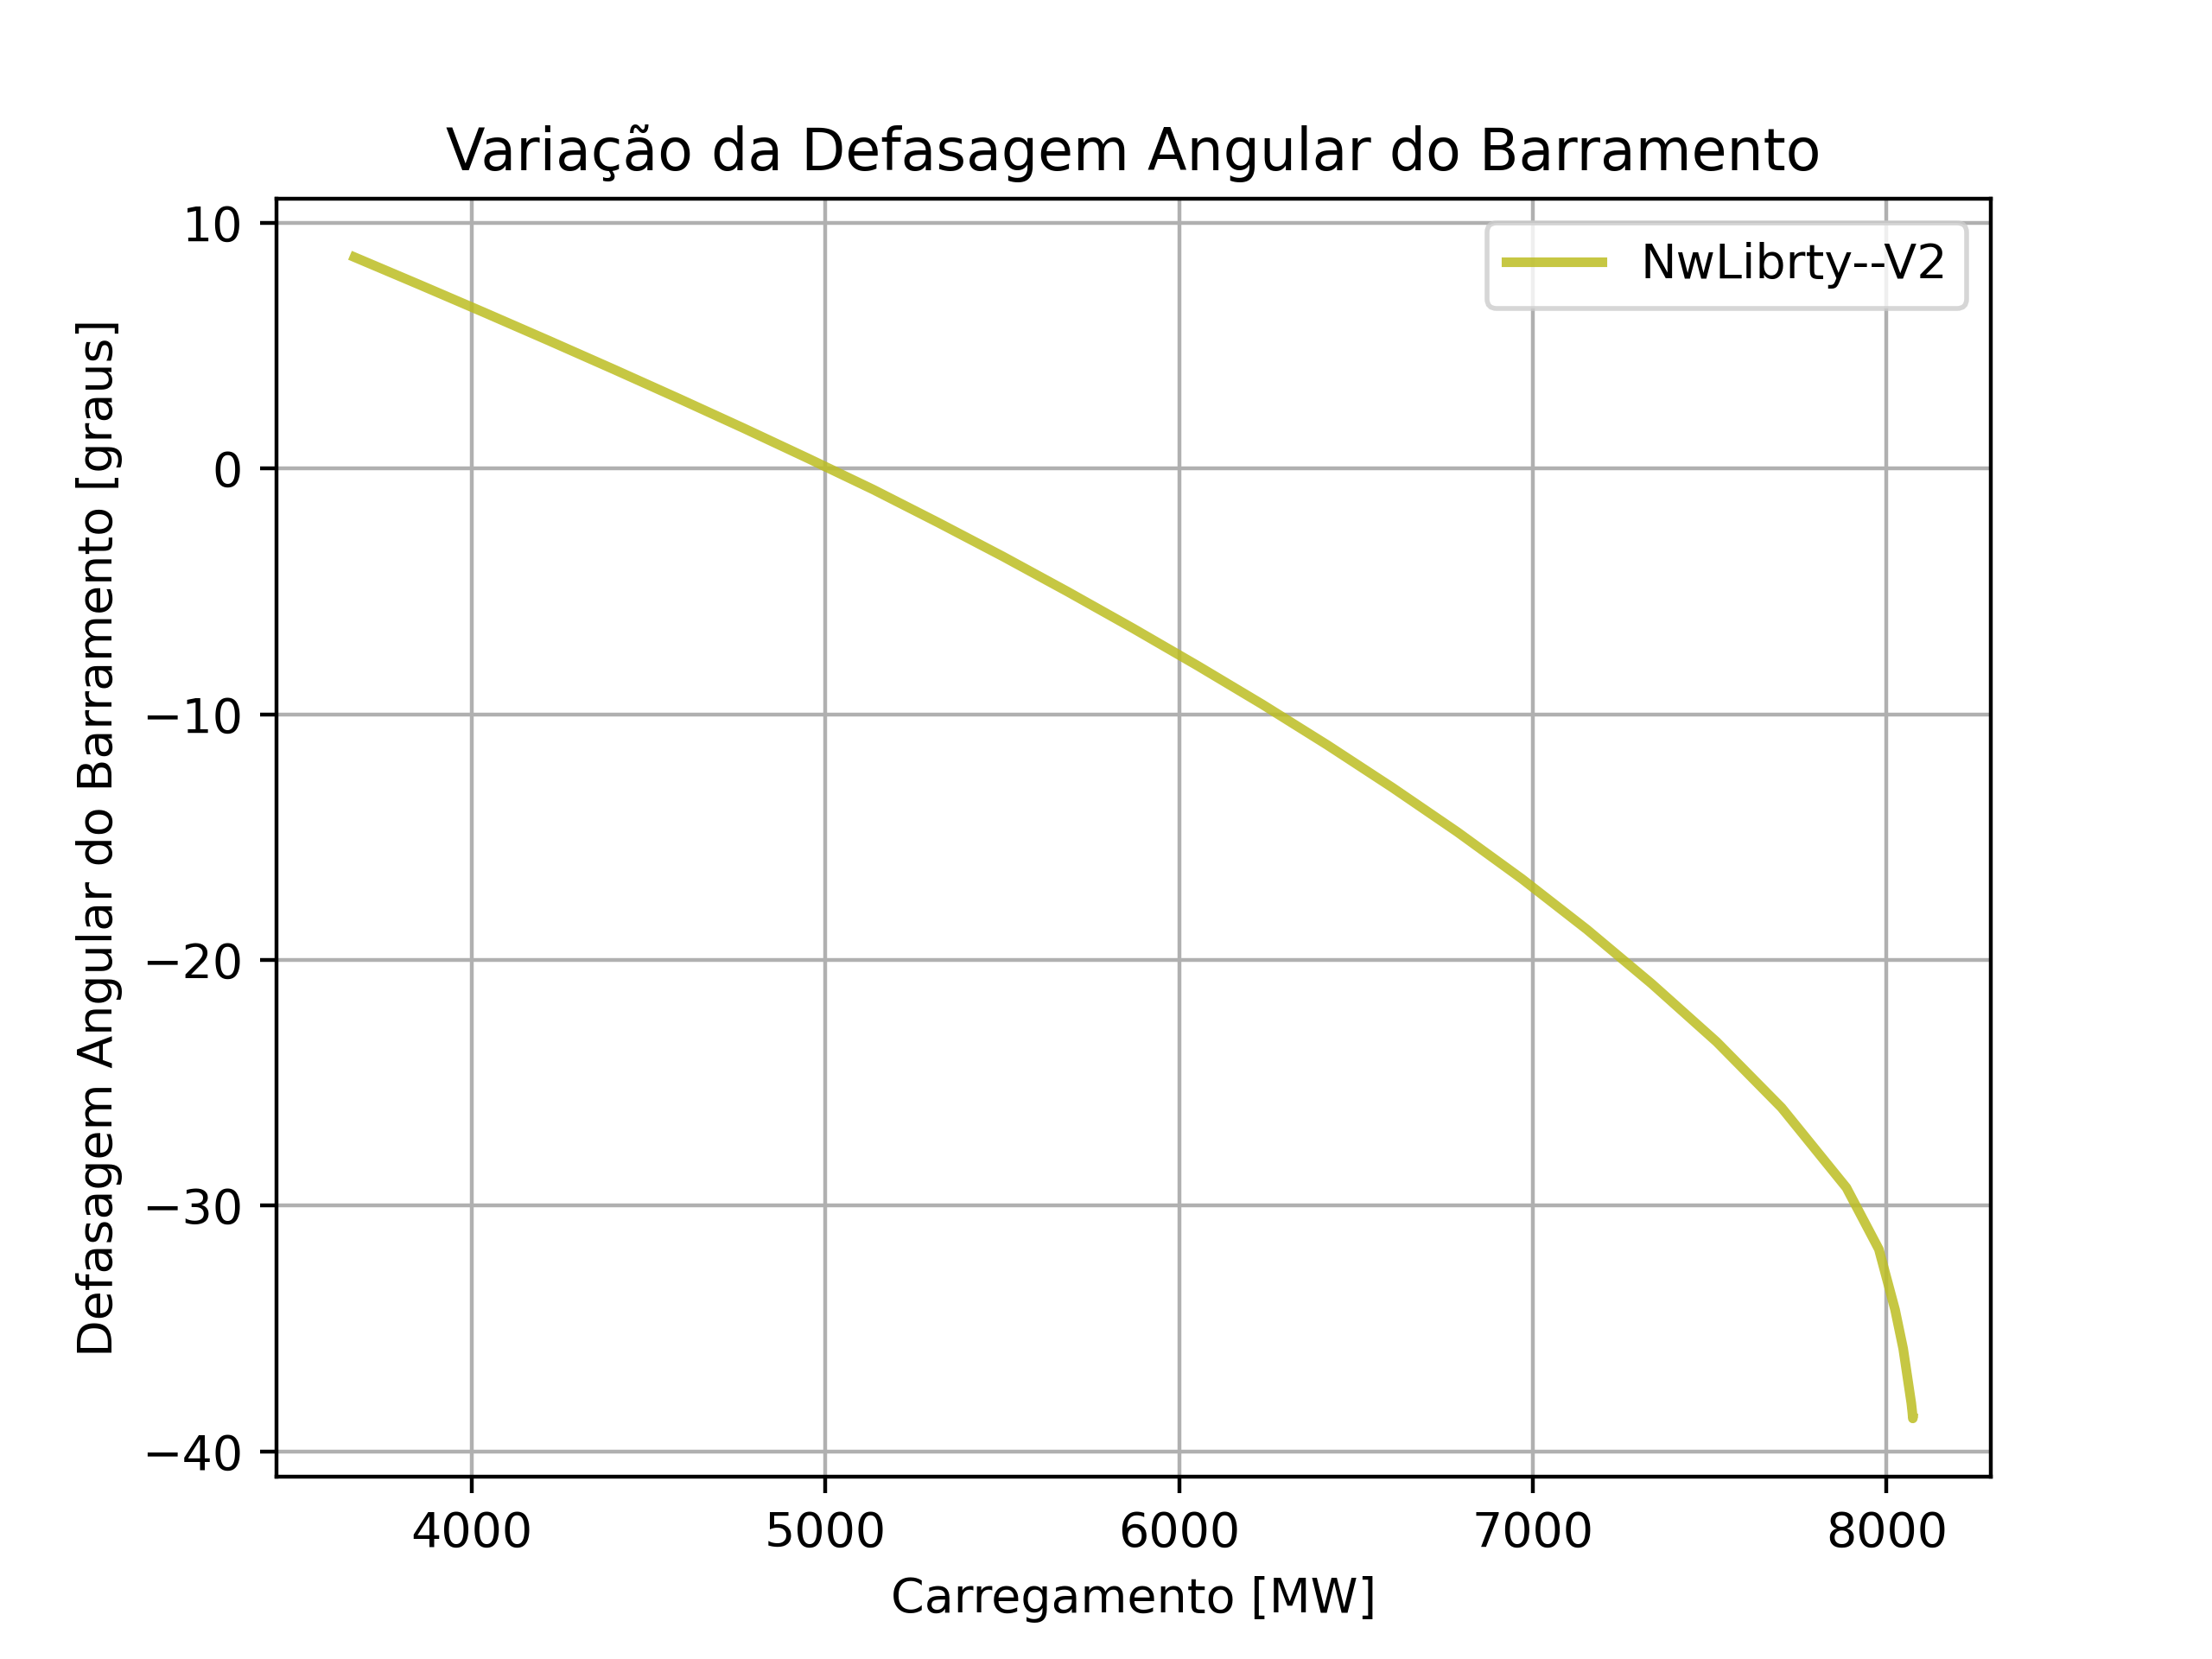 Variação da Defasagem Angular do Barramento
NwLibrty--V2
Defasagem Angular do Barramento [graus]
10
0
−10
−20
−30
−40
4000 5000 6000 7000 8000
Carregamento [MW]